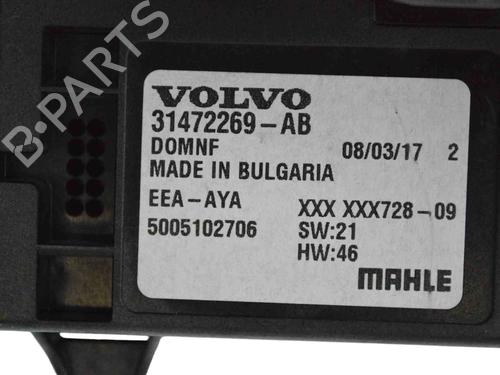 B-Parts
VOLVO
31472269-AB
DOMNF 08/03/17 2
MADE IN BULGARIA
EEA-AYA XXX XXX728-09
5005102706 SW:21
HW:46
MAHLE